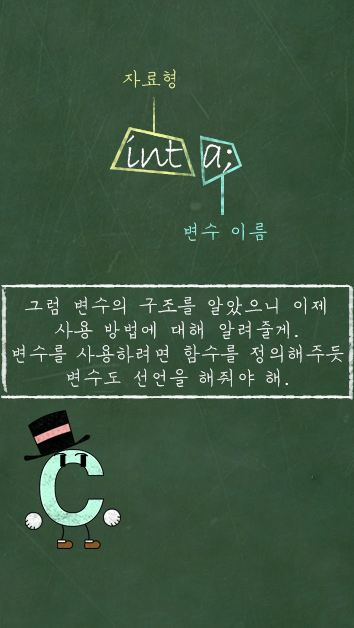 자료형
int a;
변수 이름
그럼 변수의 구조를 알았으니 이제
사용 방법에 대해 알려줄게.
변수를 사용하려면 함수를 정의해주듯
변수도 선언을 해줘야 해.
C